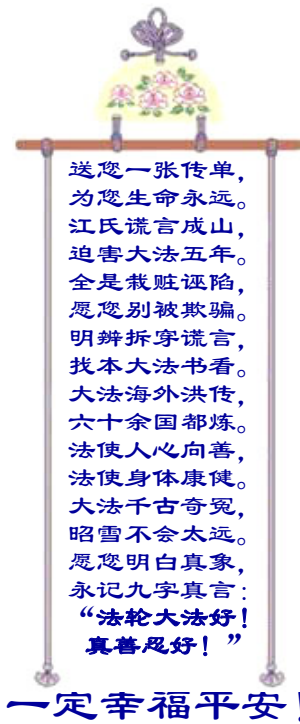 送您一张传单，
为您生命永远。
江氏谎言成山，
迫害大法五年。
全是栽赃诬陷，
愿您别被欺骗。
明辨拆穿谎言，
找本大法书看。
大法海外洪传，
六十余国都炼。
法使人心向善，
法使身体康健。
大法千古奇冤，
昭雪不会太远。
愿您明白真象，
永记九字真言：
“法轮大法好！
真善忍好！”
一定幸福平安！